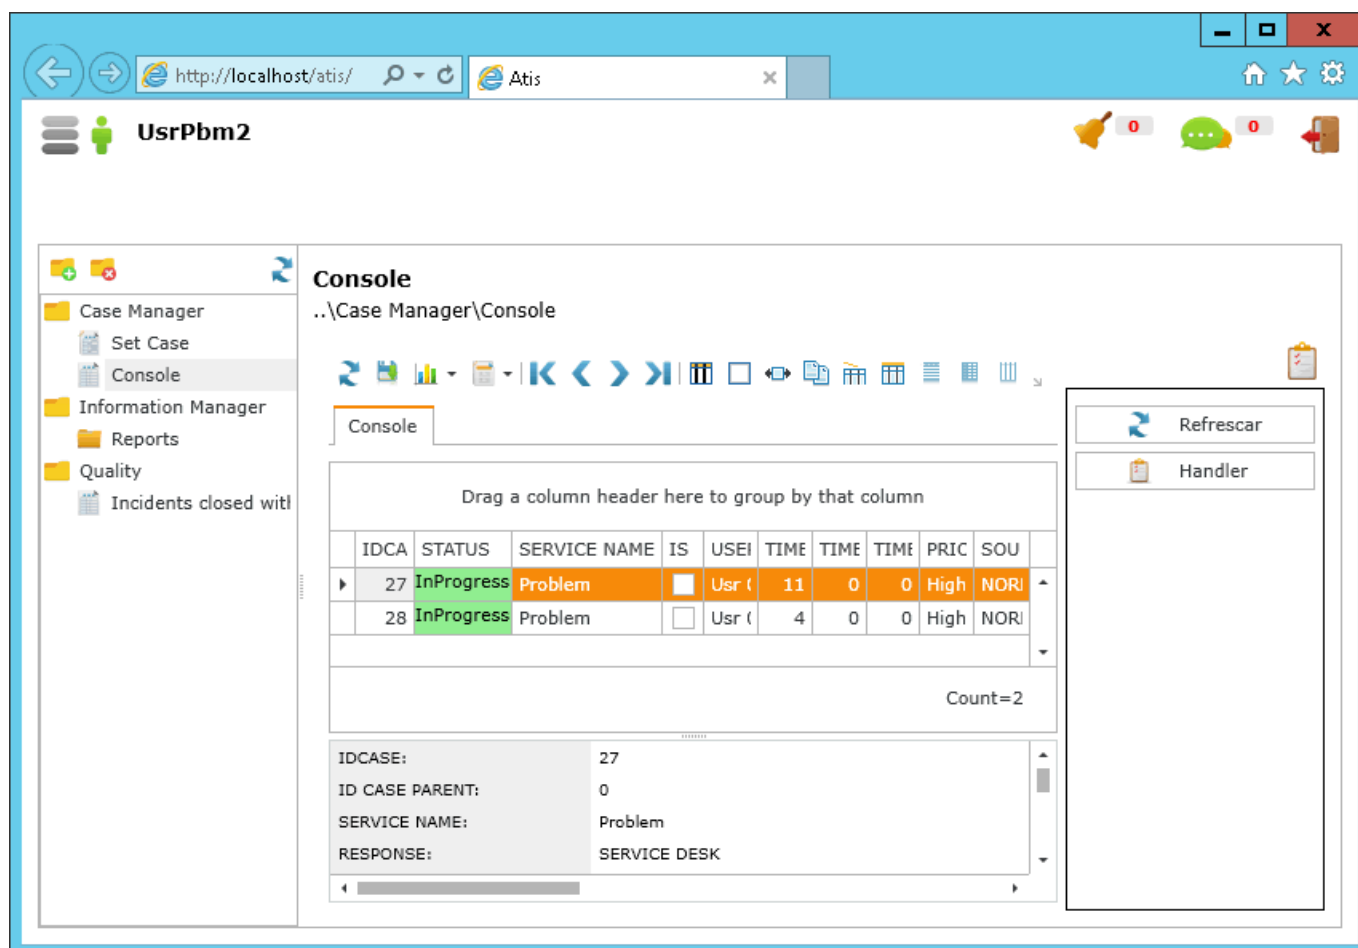 http://localhost/atis/
Atis
x
UsrPbm2
0
0
Console
..\Case Manager\Console
Case Manager
Set Case
Console
Information Manager
Reports
Quality
Incidents closed with
Console
Refrescar
Handler
Drag a column header here to group by that column
IDCA STATUS SERVICE NAME IS USER TIME TIME TIME PRIC SOU
27 InProgress Problem Usr ( 11 0 0 High NORI
28 InProgress Problem Usr ( 4 0 0 High NORI
Count=2
IDCASE: 27
ID CASE PARENT: 0
SERVICE NAME: Problem
RESPONSE: SERVICE DESK